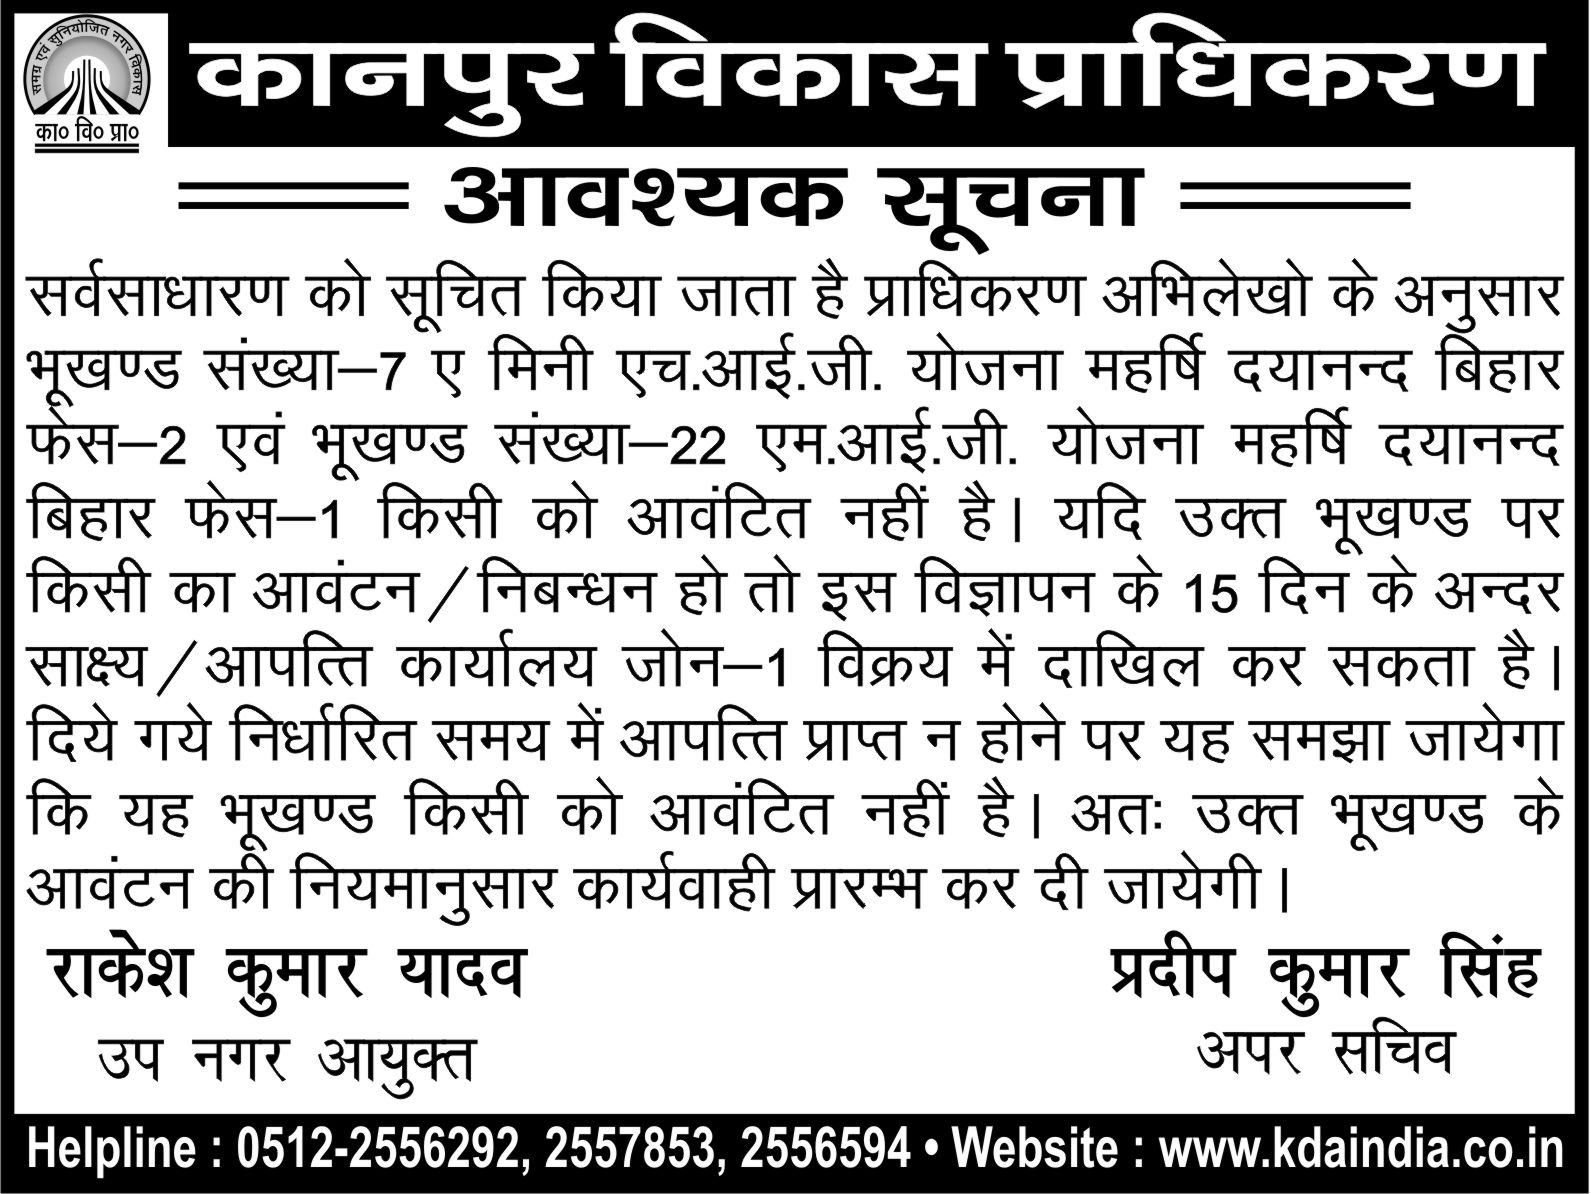 समग्र एवं सुनियोजित नगर विकास
का० वि० प्रा०
कानपुर विकास प्राधिकरण
आवश्यक सूचना
सर्वसाधारण को सूचित किया जाता है प्राधिकरण अभिलेखो के अनुसार
भूखण्ड संख्या–7 ए मिनी एच.आई.जी. योजना महर्षि दयानन्द बिहार
फेस–2 एवं भूखण्ड संख्या–22 एम.आई.जी. योजना महर्षि दयानन्द
बिहार फेस–1 किसी को आवंटित नहीं है। यदि उक्त भूखण्ड पर
किसी का आवंटन/निबन्धन हो तो इस विज्ञापन के 15 दिन के अन्दर
साक्ष्य/आपत्ति कार्यालय जोन–1 विक्रय में दाखिल कर सकता है।
दिये गये निर्धारित समय में आपत्ति प्राप्त न होने पर यह समझा जायेगा
कि यह भूखण्ड किसी को आवंटित नहीं है। अतः उक्त भूखण्ड के
आवंटन की नियमानुसार कार्यवाही प्रारम्भ कर दी जायेगी।
राकेश कुमार यादव
उप नगर आयुक्त
प्रदीप कुमार सिंह
अपर सचिव
Helpline : 0512-2556292, 2557853, 2556594 • Website : www.kdaindia.co.in